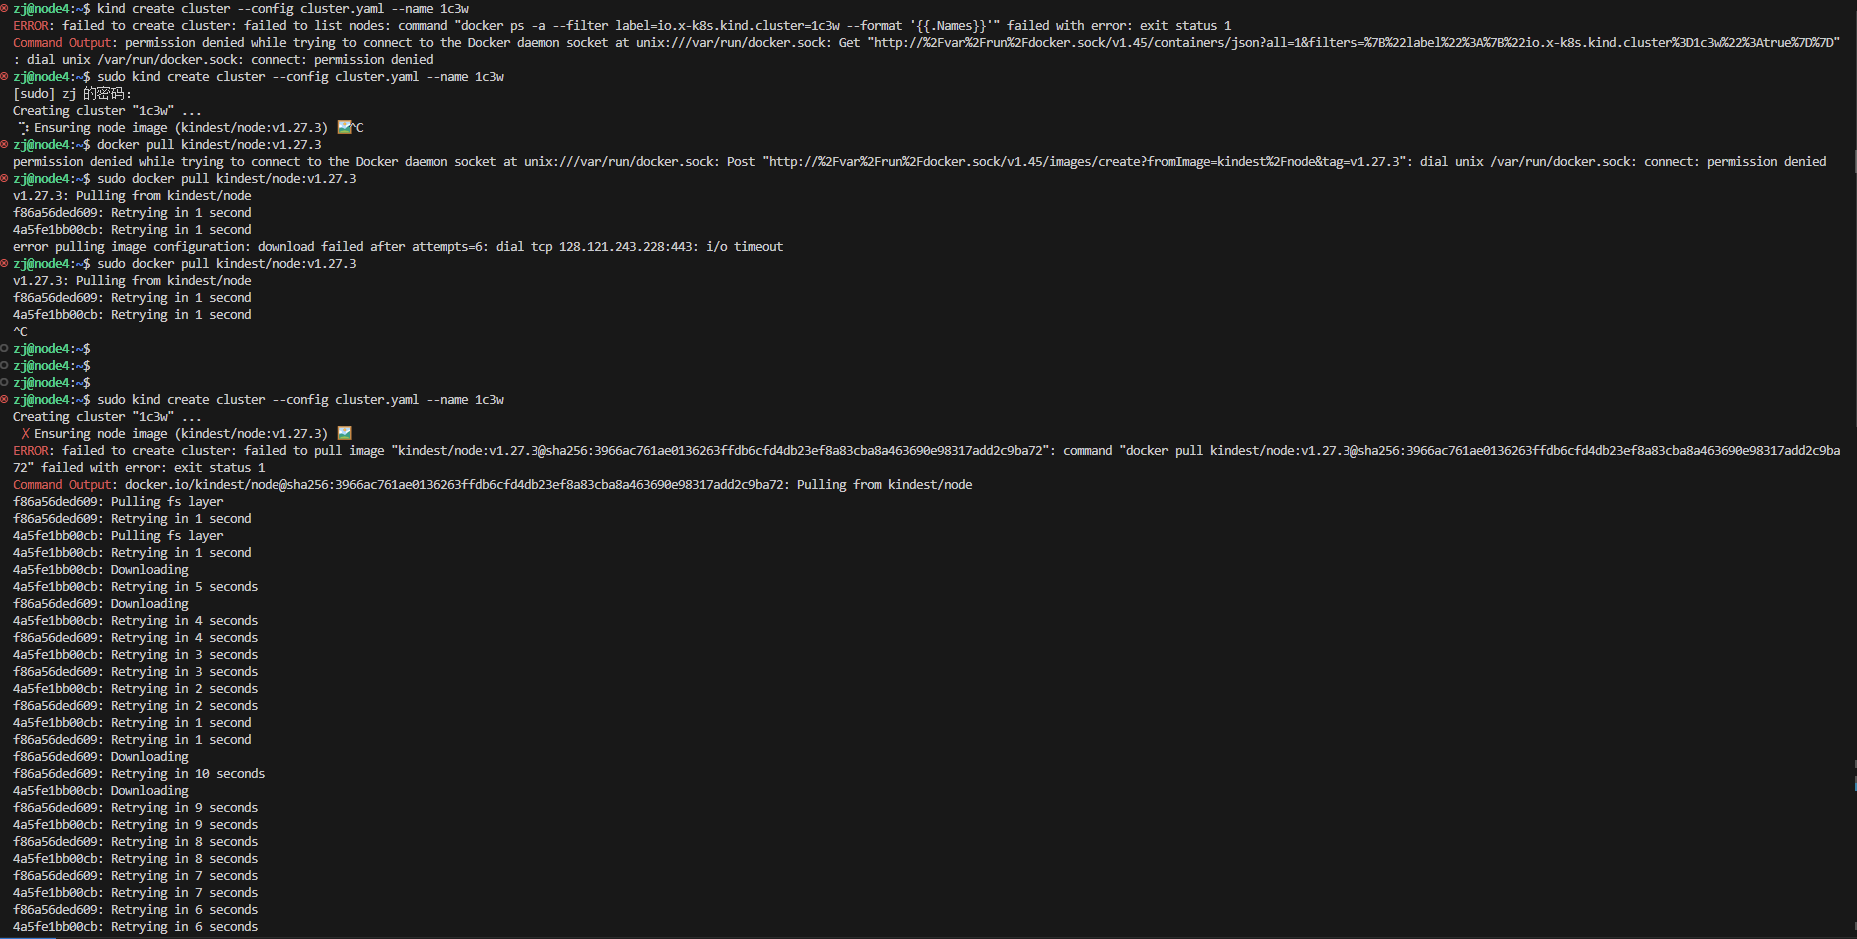 zj@node4:~$ kind create cluster --config cluster.yaml --name 1c3w
ERROR: failed to create cluster: failed to list nodes: command "docker ps -a --filter label=io.x-k8s.kind.cluster=1c3w --format '{{.Names}}'" failed with error: exit status 1
Command Output: permission denied while trying to connect to the Docker daemon socket at unix:///var/run/docker.sock: Get "http://%2Fvar%2Frun%2Fdocker.sock/v1.45/containers/json?all=1&filters=%7B%22label%22%3A%7B%22io.x-k8s.kind.cluster%3D1c3w%22%3Atrue%7D%7D"
: dial unix /var/run/docker.sock: connect: permission denied
zj@node4:~$ sudo kind create cluster --config cluster.yaml --name 1c3w
[sudo] zj 的密码:
Creating cluster "1c3w" ...
Ensuring node image (kindest/node:v1.27.3) 🖼^C
zj@node4:~$ docker pull kindest/node:v1.27.3
permission denied while trying to connect to the Docker daemon socket at unix:///var/run/docker.sock: Post "http://%2Fvar%2Frun%2Fdocker.sock/v1.45/images/create?fromImage=kindest%2Fnode&tag=v1.27.3": dial unix /var/run/docker.sock: connect: permission denied
zj@node4:~$ sudo docker pull kindest/node:v1.27.3
v1.27.3: Pulling from kindest/node
f86a56ded609: Retrying in 1 second
4a5fe1bb00cb: Retrying in 1 second
error pulling image configuration: download failed after attempts=6: dial tcp 128.121.243.228:443: i/o timeout
zj@node4:~$ sudo docker pull kindest/node:v1.27.3
v1.27.3: Pulling from kindest/node
f86a56ded609: Retrying in 1 second
4a5fe1bb00cb: Retrying in 1 second
^C
zj@node4:~$
zj@node4:~$
zj@node4:~$
zj@node4:~$ sudo kind create cluster --config cluster.yaml --name 1c3w
Creating cluster "1c3w" ...
✗ Ensuring node image (kindest/node:v1.27.3) 🖼
ERROR: failed to create cluster: failed to pull image "kindest/node:v1.27.3@sha256:3966ac761ae0136263ffdb6cfd4db23ef8a83cba8a463690e98317add2c9ba72": command "docker pull kindest/node:v1.27.3@sha256:3966ac761ae0136263ffdb6cfd4db23ef8a83cba8a463690e98317add2c9ba
72" failed with error: exit status 1
Command Output: docker.io/kindest/node@sha256:3966ac761ae0136263ffdb6cfd4db23ef8a83cba8a463690e98317add2c9ba72: Pulling from kindest/node
f86a56ded609: Pulling fs layer
f86a56ded609: Retrying in 1 second
4a5fe1bb00cb: Pulling fs layer
4a5fe1bb00cb: Retrying in 1 second
4a5fe1bb00cb: Downloading
4a5fe1bb00cb: Retrying in 5 seconds
f86a56ded609: Downloading
4a5fe1bb00cb: Retrying in 4 seconds
f86a56ded609: Retrying in 4 seconds
4a5fe1bb00cb: Retrying in 3 seconds
f86a56ded609: Retrying in 3 seconds
4a5fe1bb00cb: Retrying in 2 seconds
f86a56ded609: Retrying in 2 seconds
4a5fe1bb00cb: Retrying in 1 second
f86a56ded609: Retrying in 1 second
f86a56ded609: Downloading
f86a56ded609: Retrying in 10 seconds
4a5fe1bb00cb: Downloading
f86a56ded609: Retrying in 9 seconds
4a5fe1bb00cb: Retrying in 9 seconds
f86a56ded609: Retrying in 8 seconds
4a5fe1bb00cb: Retrying in 8 seconds
f86a56ded609: Retrying in 7 seconds
4a5fe1bb00cb: Retrying in 7 seconds
f86a56ded609: Retrying in 6 seconds
4a5fe1bb00cb: Retrying in 6 seconds